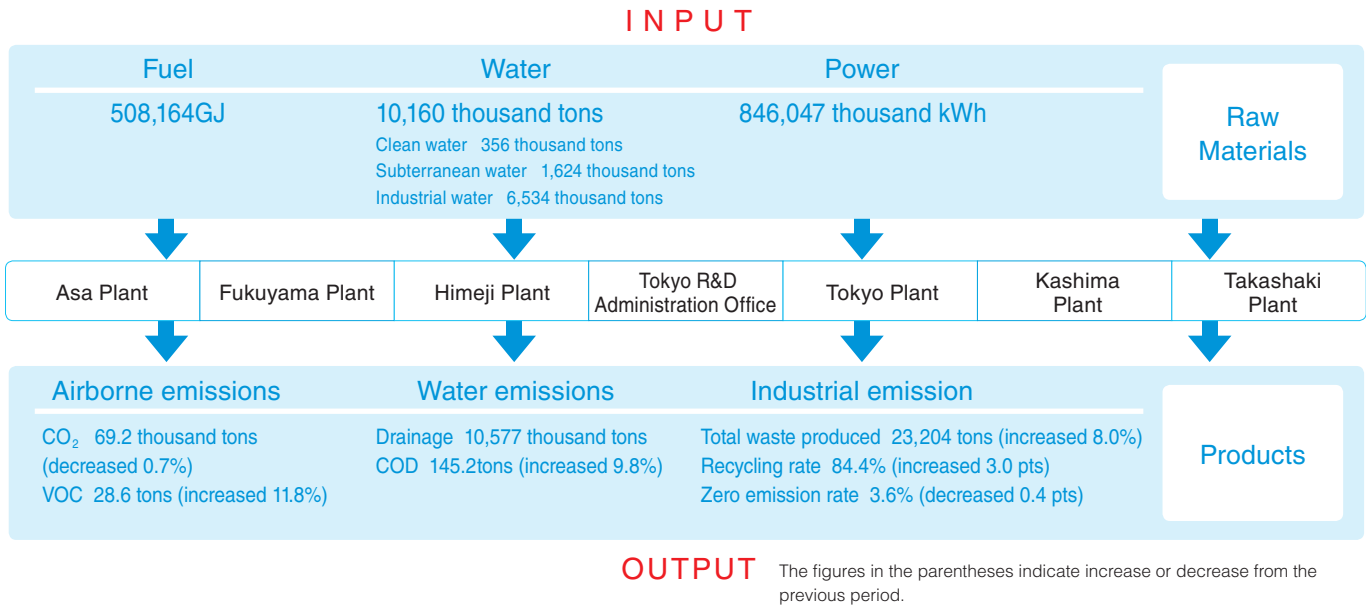 INPUT
Fuel
508,164GJ
Water
10,160 thousand tons
Clean water 356 thousand tons
Subterranean water 1,624 thousand tons
Industrial water 6,534 thousand tons
Power
846,047 thousand kWh
Raw
Materials
Asa Plant
Fukuyama Plant
Himeji Plant
Tokyo R&D
Administration Office
Tokyo Plant
Kashima
Plant
Takashaki
Plant
Airborne emissions
CO₂ 69.2 thousand tons
(decreased 0.7%)
VOC 28.6 tons (increased 11.8%)
Water emissions
Drainage 10,577 thousand tons
COD 145.2tons (increased 9.8%)
Industrial emission
Total waste produced 23,204 tons (increased 8.0%)
Recycling rate 84.4% (increased 3.0 pts)
Zero emission rate 3.6% (decreased 0.4 pts)
Products
OUTPUT
The figures in the parentheses indicate increase or decrease from the
previous period.